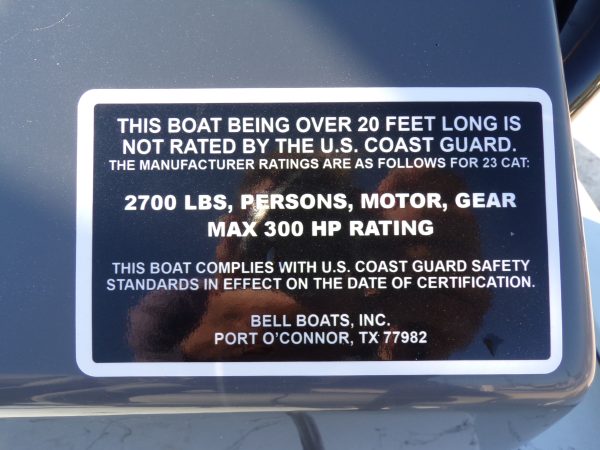 THIS BOAT BEING OVER 20 FEET LONG IS
NOT RATED BY THE U.S. COAST GUARD.
THE MANUFACTURER RATINGS ARE AS FOLLOWS FOR 23 CAT:
2700 LBS, PERSONS, MOTOR, GEAR
MAX 300 HP RATING
THIS BOAT COMPLIES WITH U.S. COAST GUARD SAFETY
STANDARDS IN EFFECT ON THE DATE OF CERTIFICATION.
BELL BOATS, INC.
PORT O'CONNOR, TX 77982